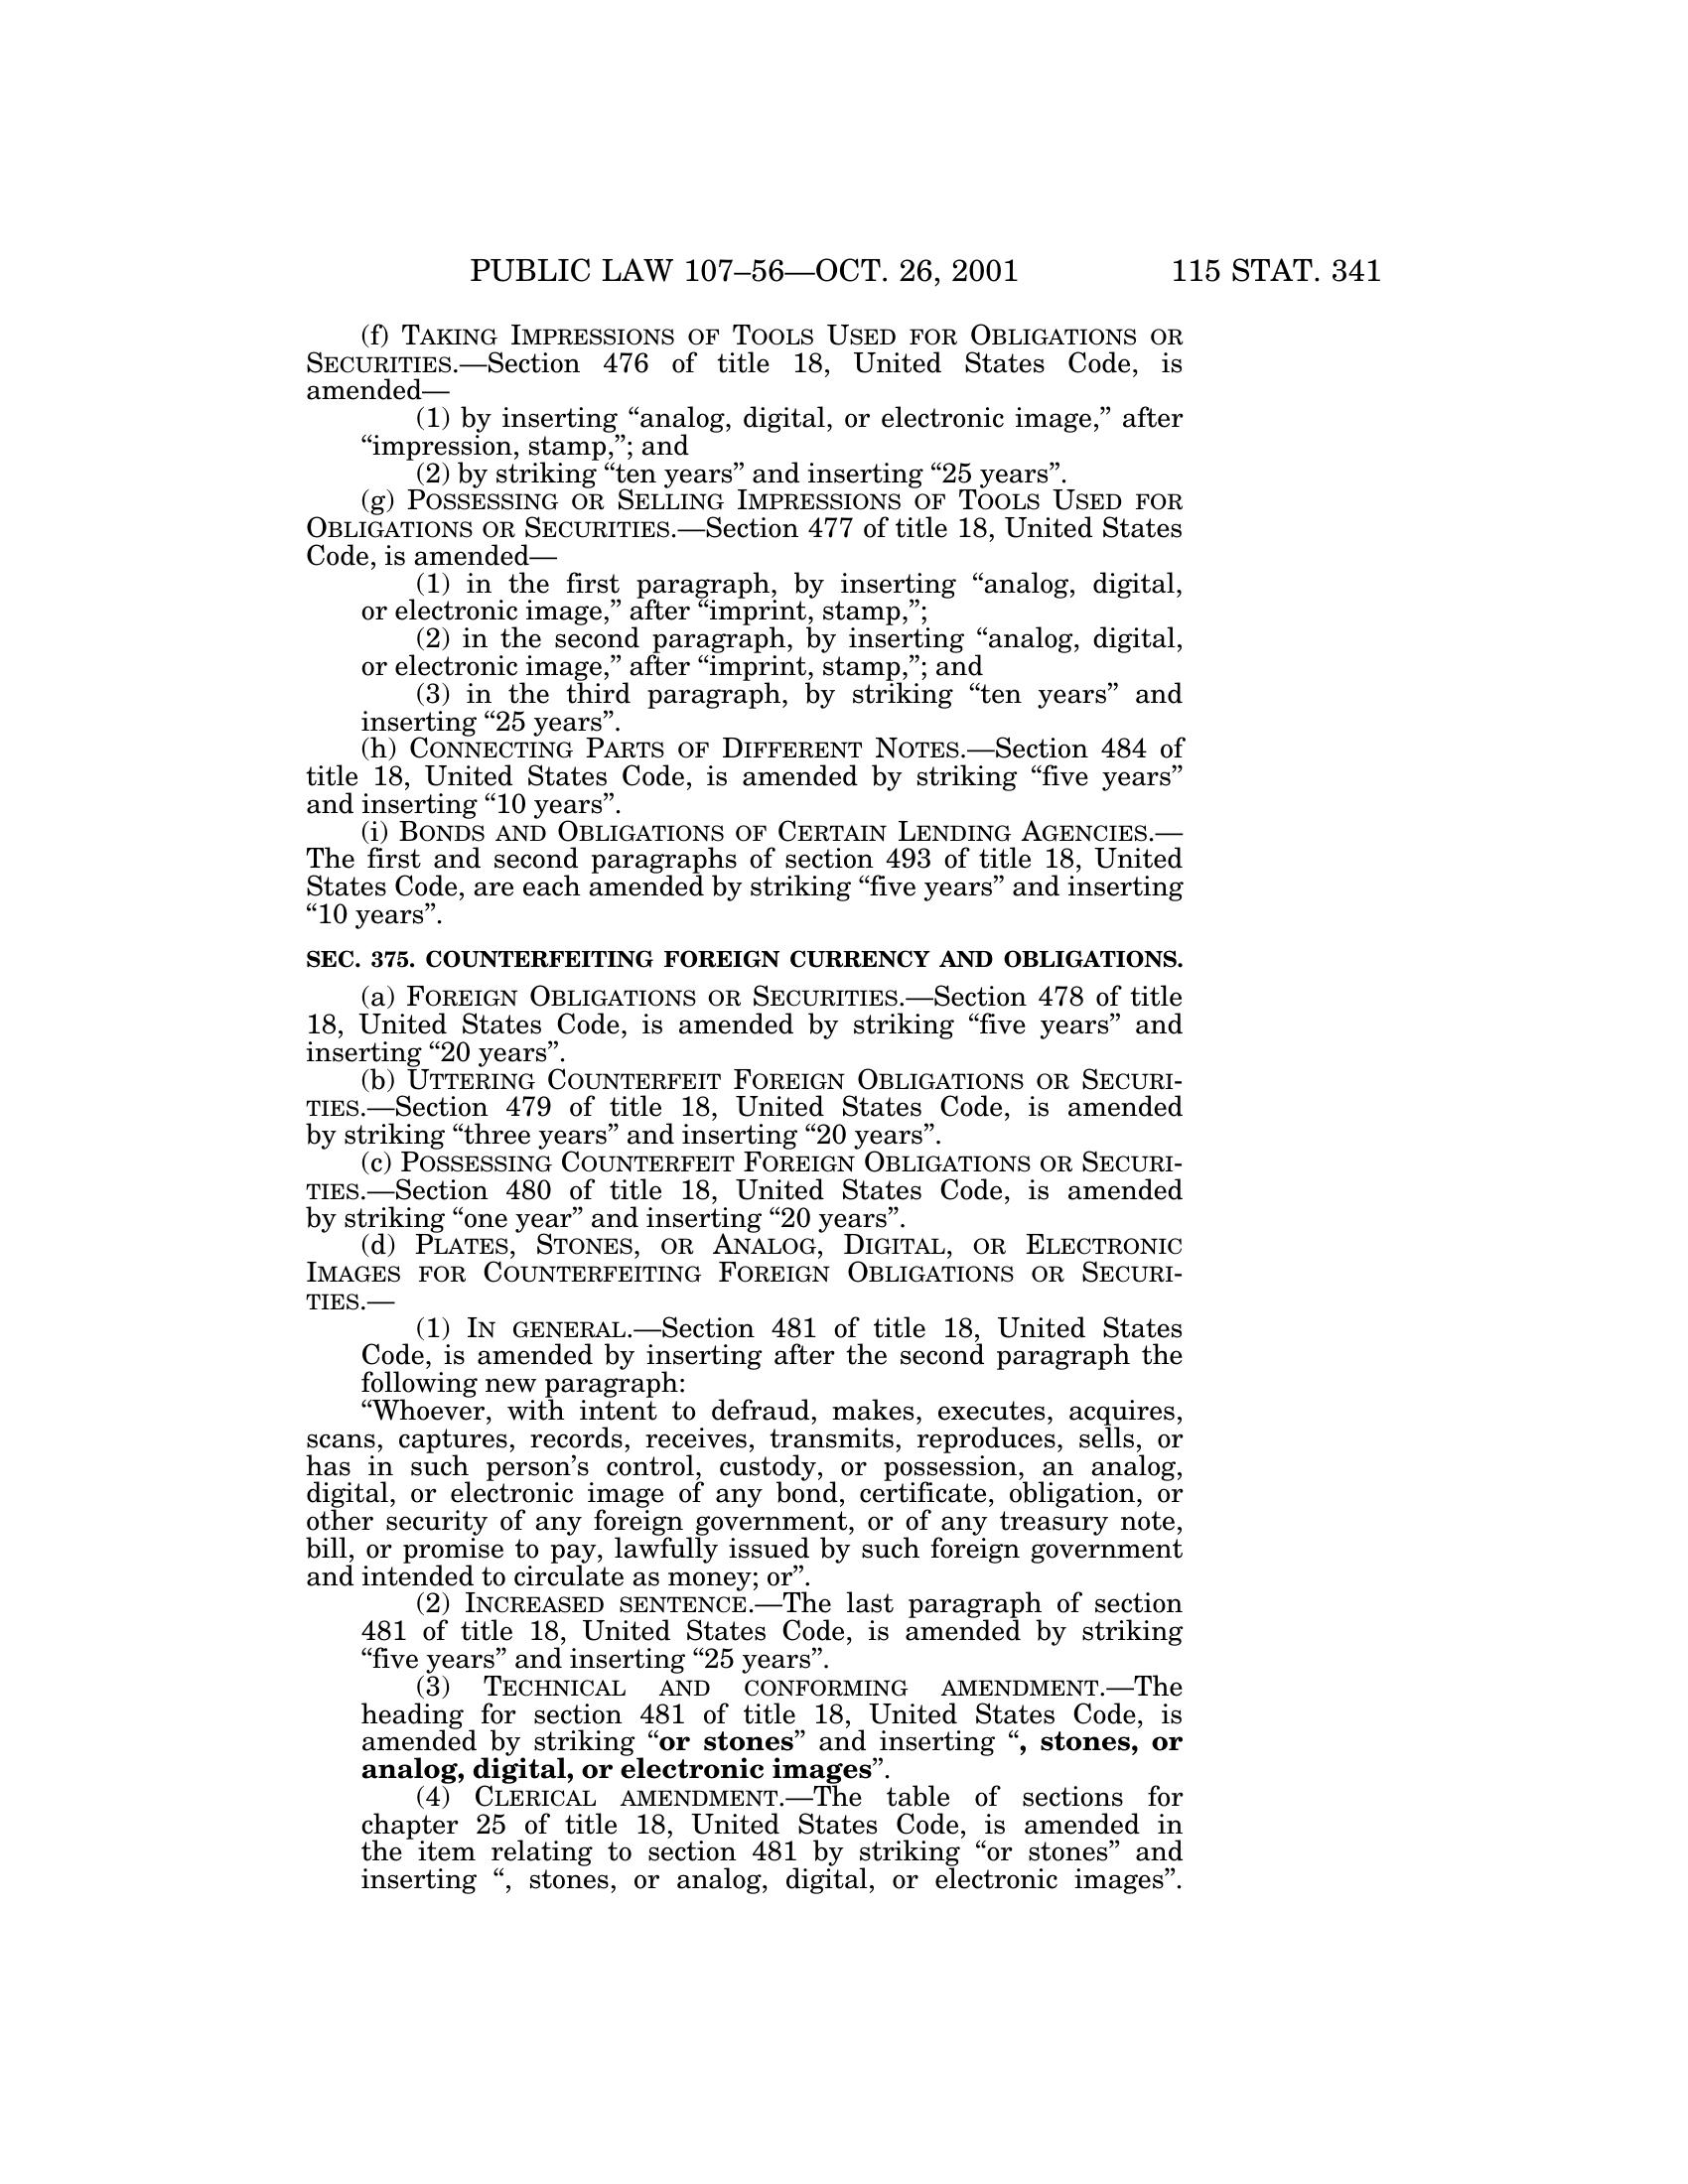 PUBLIC LAW 107–56—OCT. 26, 2001 115 STAT. 341
(f) TAKING IMPRESSIONS OF TOOLS USED FOR OBLIGATIONS OR
SECURITIES.—Section 476 of title 18, United States Code, is
amended—
(1) by inserting “analog, digital, or electronic image,” after
“impression, stamp,”; and
(2) by striking “ten years” and inserting “25 years”.
(g) POSSESSING OR SELLING IMPRESSIONS OF TOOLS USED FOR
OBLIGATIONS OR SECURITIES.—Section 477 of title 18, United States
Code, is amended—
(1) in the first paragraph, by inserting “analog, digital,
or electronic image,” after “imprint, stamp,”;
(2) in the second paragraph, by inserting “analog, digital,
or electronic image,” after “imprint, stamp,”; and
(3) in the third paragraph, by striking “ten years” and
inserting “25 years”.
(h) CONNECTING PARTS OF DIFFERENT NOTES.—Section 484 of
title 18, United States Code, is amended by striking “five years”
and inserting “10 years”.
(i) BONDS AND OBLIGATIONS OF CERTAIN LENDING AGENCIES.—
The first and second paragraphs of section 493 of title 18, United
States Code, are each amended by striking “five years” and inserting
“10 years”.
SEC. 375. COUNTERFEITING FOREIGN CURRENCY AND OBLIGATIONS.
(a) FOREIGN OBLIGATIONS OR SECURITIES.—Section 478 of title
18, United States Code, is amended by striking “five years” and
inserting “20 years”.
(b) UTTERING COUNTERFEIT FOREIGN OBLIGATIONS OR SECURI-
TIES.—Section 479 of title 18, United States Code, is amended
by striking “three years” and inserting “20 years”.
(c) POSSESSING COUNTERFEIT FOREIGN OBLIGATIONS OR SECURI-
TIES.—Section 480 of title 18, United States Code, is amended
by striking “one year” and inserting “20 years”.
(d) PLATES, STONES, OR ANALOG, DIGITAL, OR ELECTRONIC
IMAGES FOR COUNTERFEITING FOREIGN OBLIGATIONS OR SECURI-
TIES.—
(1) IN GENERAL.—Section 481 of title 18, United States
Code, is amended by inserting after the second paragraph the
following new paragraph:
“Whoever, with intent to defraud, makes, executes, acquires,
scans, captures, records, receives, transmits, reproduces, sells, or
has in such person’s control, custody, or possession, an analog,
digital, or electronic image of any bond, certificate, obligation, or
other security of any foreign government, or of any treasury note,
bill, or promise to pay, lawfully issued by such foreign government
and intended to circulate as money; or”.
(2) INCREASED SENTENCE.—The last paragraph of section
481 of title 18, United States Code, is amended by striking
“five years” and inserting “25 years”.
(3) TECHNICAL AND CONFORMING AMENDMENT.—The
heading for section 481 of title 18, United States Code, is
amended by striking “or stones” and inserting “, stones, or
analog, digital, or electronic images”.
(4) CLERICAL AMENDMENT.—The table of sections for
chapter 25 of title 18, United States Code, is amended in
the item relating to section 481 by striking “or stones” and
inserting “, stones, or analog, digital, or electronic images”.